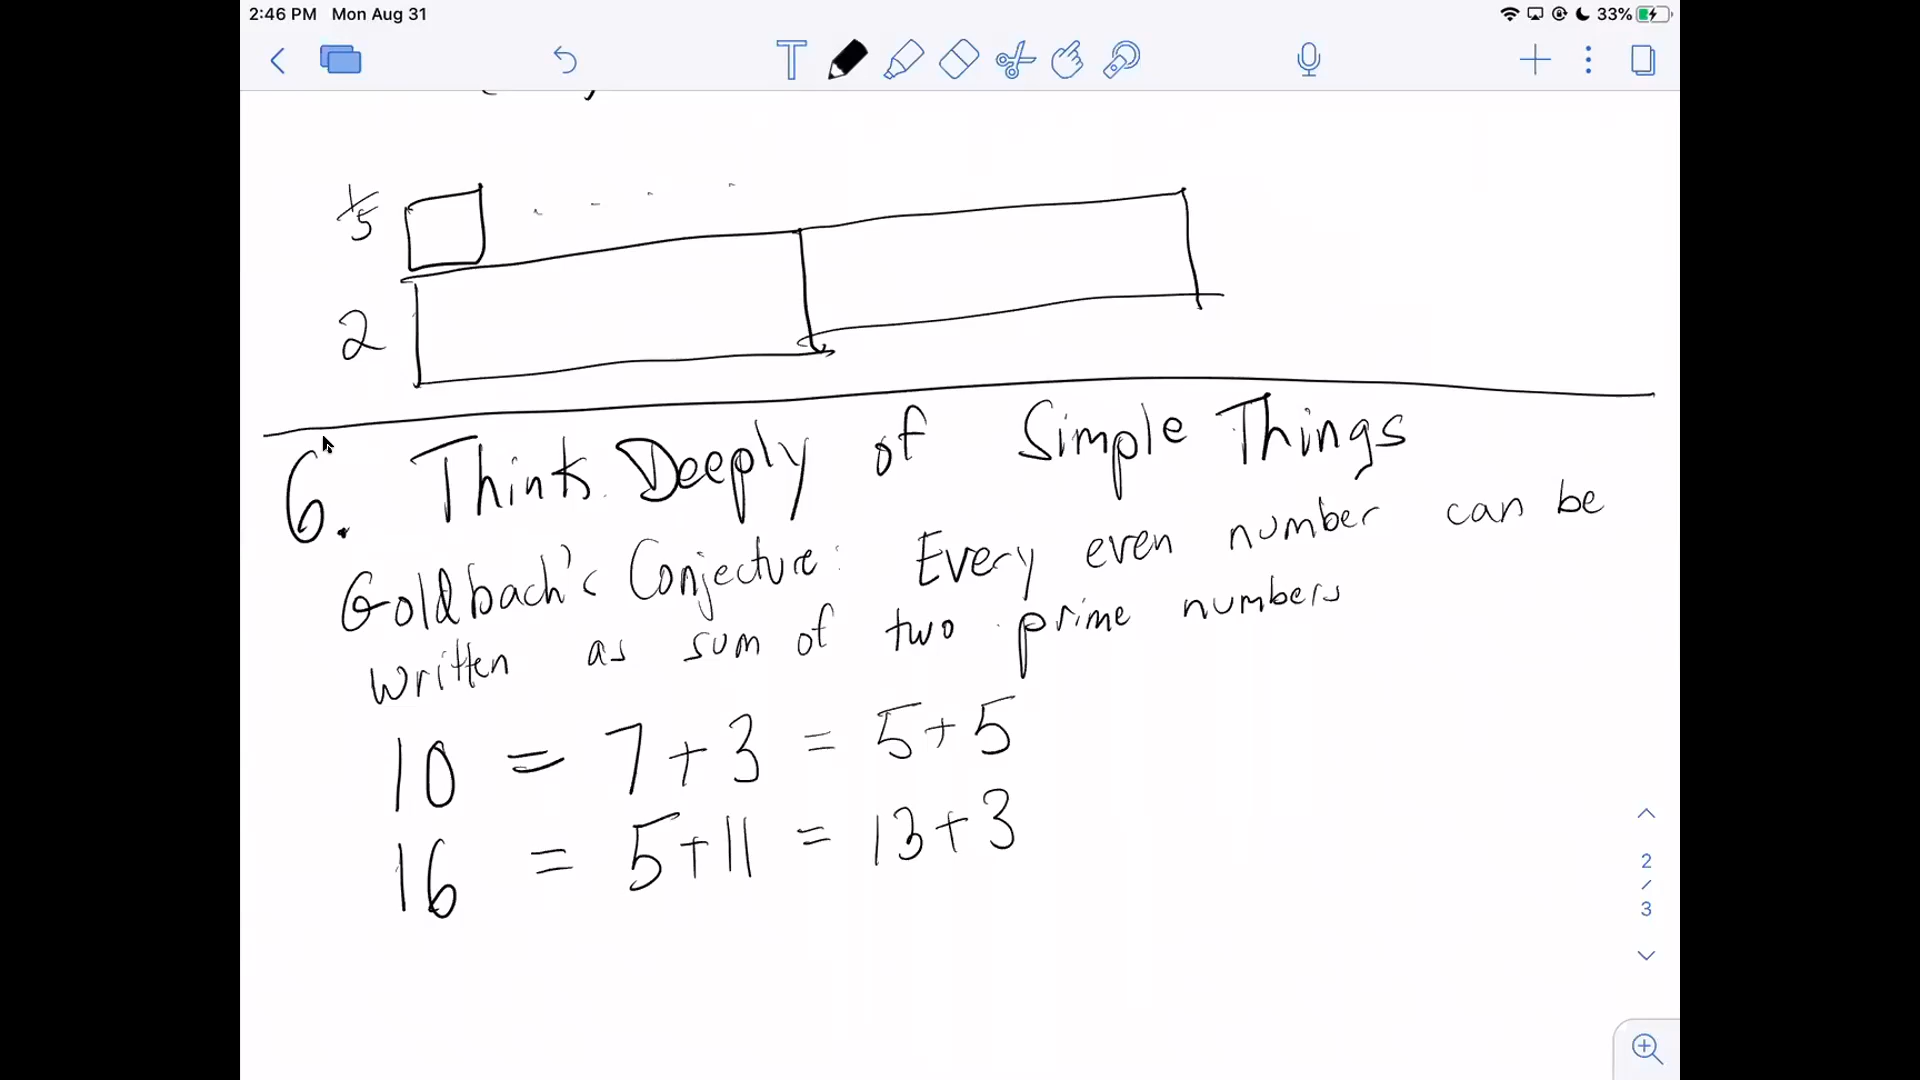 2:46 PM Mon Aug 31 33%
T
1/5
2
6. Think Deeply of Simple Things
Goldbach's Conjecture: Every even number can be
written as sum of two prime numbers
10 = 7+3 = 5+5
16 = 5+11 = 13+3
2
/
3